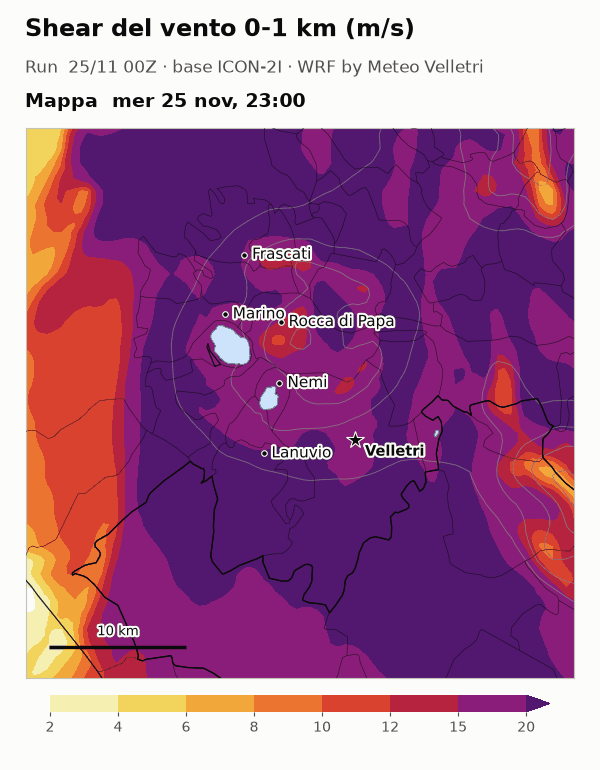 Shear del vento 0-1 km (m/s)
Run  25/11 00Z · base ICON-2I · WRF by Meteo Velletri
Mappa  mer 25 nov, 23:00
Frascati
Marino
Rocca di Papa
Nemi
Velletri
Lanuvio
10 km
2 4 6 8 10 12 15 20